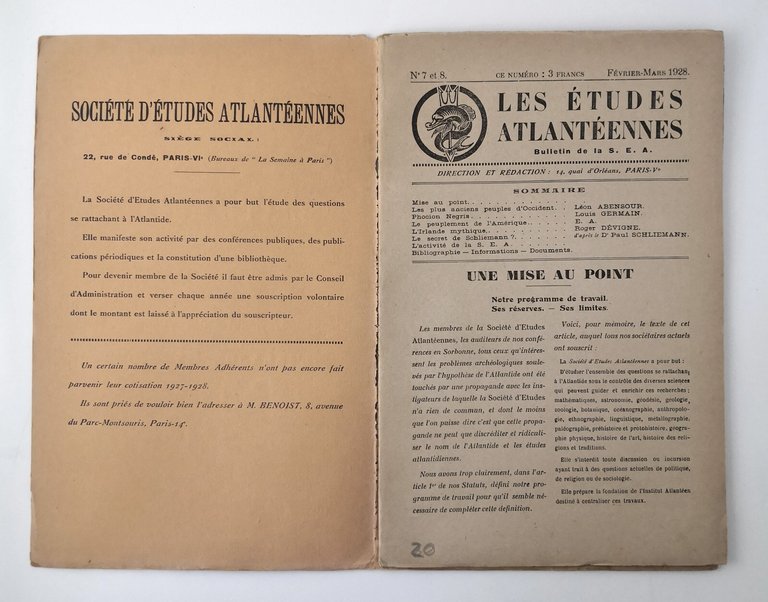 SOCIÉTÉ D'ÉTUDES ATLANTÉENNES
SIÈGE SOCIAL :
22, rue de Condé, PARIS-VIe (Bureaux de " La Semaine à Paris ")
La Société d'Etudes Atlantéennes a pour but l'étude des questions
se rattachant à l'Atlantide.
Elle manifeste son activité par des conférences publiques, des publi-
cations périodiques et la constitution d'une bibliothèque.
Pour devenir membre de la Société il faut être admis par le Conseil
d'Administration et verser chaque année une souscription volontaire
dont le montant est laissé à l'appréciation du souscripteur.
Un certain nombre de Membres Adhérents n'ont pas encore fait
parvenir leur cotisation 1927-1928.
Ils sont priés de vouloir bien l'adresser à M. BENOIST, 8, avenue
du Parc-Montsouris, Paris-14e.
Nos 7 et 8. CE NUMÉRO : 3 FRANCS FÉVRIER-MARS 1928.
LES ÉTUDES
ATLANTÉENNES
Bulletin de la S. E. A.
DIRECTION ET RÉDACTION : 14, quai d'Orléans, PARIS-Ve
SOMMAIRE
Mise au point.
Les plus anciens peuples d'Occident. Léon ABENSOUR.
Phocion Negris. Louis GERMAIN.
Le peuplement de l'Amérique. E. A.
L'Irlande mythique. Roger DÉVIGNE.
Le secret de Schliemann ?. d'après le Dr Paul SCHLIEMANN.
L'activité de la S. E. A.
Bibliographie — Informations — Documents.
UNE MISE AU POINT
Notre programme de travail.
Ses réserves. — Ses limites.
Les membres de la Société d'Etudes
Atlantéennes, les auditeurs de nos confé-
rences en Sorbonne, tous ceux qu'intéres-
sent les problèmes archéologiques soule-
vés par l'hypothèse de l'Atlantide ont été
touchés par une propagande avec les ins-
tigateurs de laquelle la Société d'Etudes
n'a rien de commun, et dont le moins
que l'on puisse dire c'est que cette propa-
gande ne peut que discréditer et ridiculi-
ser le nom de l'Atlantide et les études
atlantidiennes.
Nous avons trop clairement, dans l'ar-
ticle 1er de nos Statuts, défini notre pro-
gramme de travail pour qu'il semble né-
cessaire de compléter cette définition.
Voici, pour mémoire, le texte de cet
article, auquel tous nos sociétaires actuels
ont souscrit :
La Société d'Etudes Atlantéennes a pour but :
D'étudier l'ensemble des questions se rattachant
à l'Atlantide sous le contrôle des diverses sciences
qui peuvent guider et enrichir ces recherches :
mathématiques, astronomie, géodésie, géologie,
zoologie, botanique, océanographie, anthropolo-
gie, ethnographie, linguistique, métallographie,
paléographie, préhistoire et protohistoire, géogra-
phie physique, histoire de l'art, histoire des reli-
gions et traditions.
Elle s'interdit toute discussion ou incursion
ayant trait à des questions actuelles de politique,
de religion ou de sociologie.
Elle prépare la fondation de l'Institut Atlantéen
destiné à centraliser ces travaux.
20